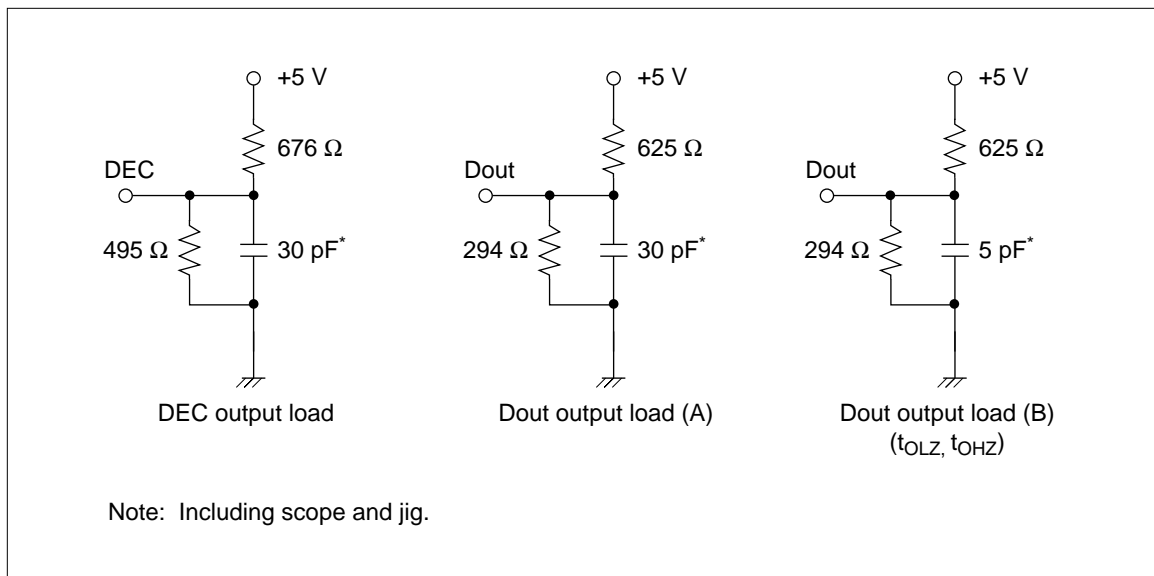 +5 V
676 Ω
DEC
495 Ω
30 pF*
DEC output load
+5 V
625 Ω
Dout
294 Ω
30 pF*
Dout output load (A)
+5 V
625 Ω
Dout
294 Ω
5 pF*
Dout output load (B)
(tOLZ, tOHZ)
Note: Including scope and jig.